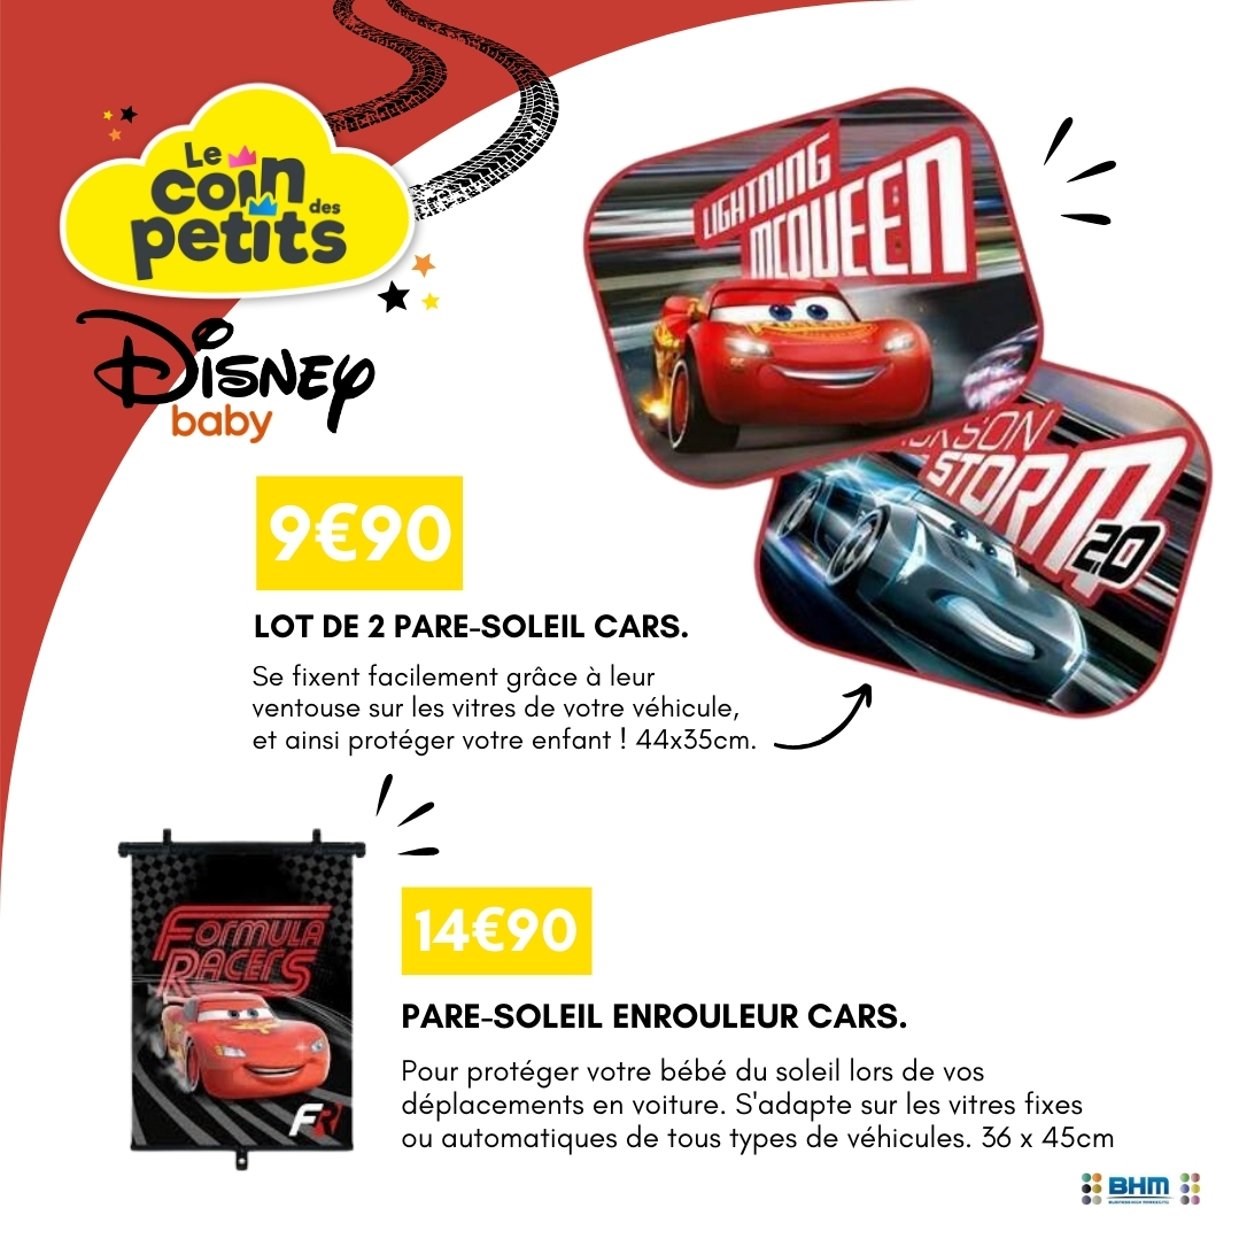 Le
coin
des
petits
Disney
baby
LIGHTNING
MCQUEEN
STORM
2.0
9€90
LOT DE 2 PARE-SOLEIL CARS.
Se fixent facilement grâce à leur
ventouse sur les vitres de votre véhicule,
et ainsi protéger votre enfant ! 44x35cm.
FORMULA
RACERS
FR
14€90
PARE-SOLEIL ENROULEUR CARS.
Pour protéger votre bébé du soleil lors de vos
déplacements en voiture. S'adapte sur les vitres fixes
ou automatiques de tous types de véhicules. 36 x 45cm
BHM